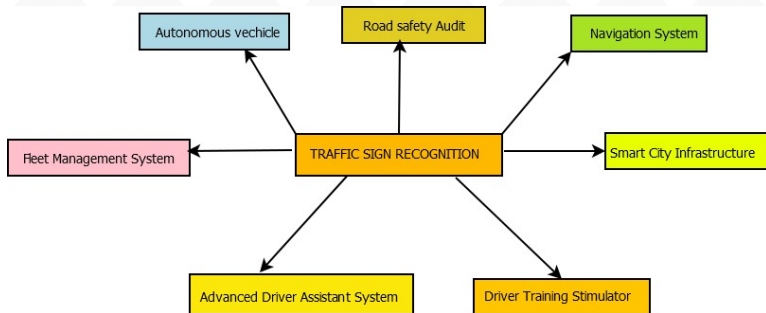 Road safety Audit
Autonomous vechicle
Navigation System
Fleet Management System
TRAFFIC SIGN RECOGNITION
Smart City Infrastructure
Advanced Driver Assistant System
Driver Training Stimulator